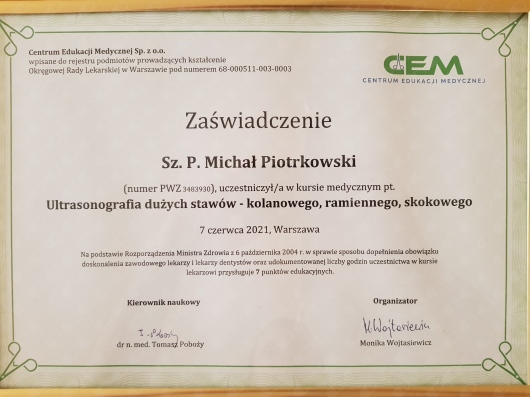 Centrum Edukacji Medycznej Sp. z o.o.
wpisane do rejestru podmiotów prowadzących kształcenie
Okręgowej Rady Lekarskiej w Warszawie pod numerem 68-000511-003-0003
CEM
CENTRUM EDUKACJI MEDYCZNEJ
Zaświadczenie
Sz. P. Michał Piotrkowski
(numer PWZ 3483930), uczestniczył/a w kursie medycznym pt.
Ultrasonografia dużych stawów - kolanowego, ramiennego, skokowego
7 czerwca 2021, Warszawa
Na podstawie Rozporządzenia Ministra Zdrowia z 6 października 2004 r. w sprawie sposobu dopełnienia obowiązku
doskonalenia zawodowego lekarzy i lekarzy dentystów oraz udokumentowanej liczby godzin uczestnictwa w kursie
lekarzowi przysługuje 7 punktów edukacyjnych.
Kierownik naukowy
dr n. med. Tomasz Poboży
Organizator
M Wojtasiewicz
Monika Wojtasiewicz